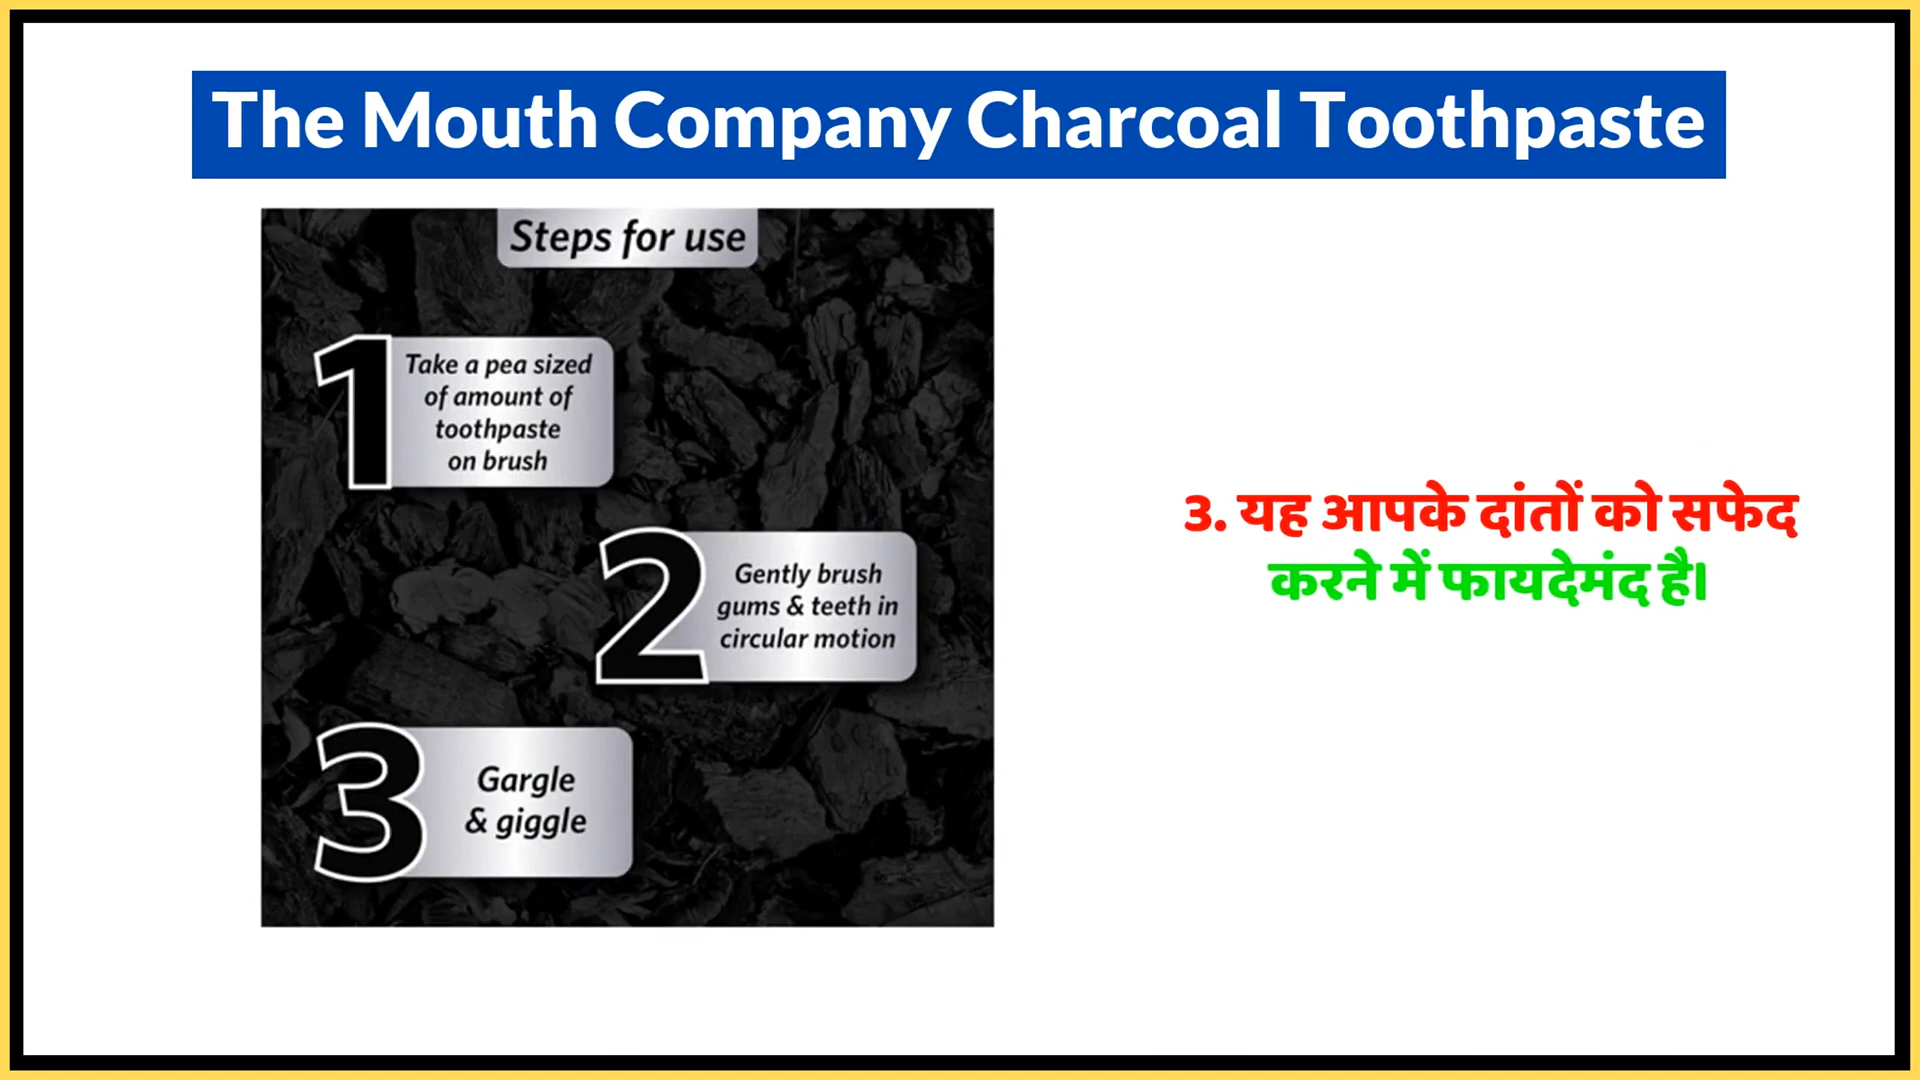 The Mouth Company Charcoal Toothpaste
Steps for use
1
Take a pea sized
of amount of
toothpaste
on brush
2
Gently brush
gums & teeth in
circular motion
3
Gargle
& giggle
3. यह आपके दांतों को सफेद
करने में फायदेमंद है।